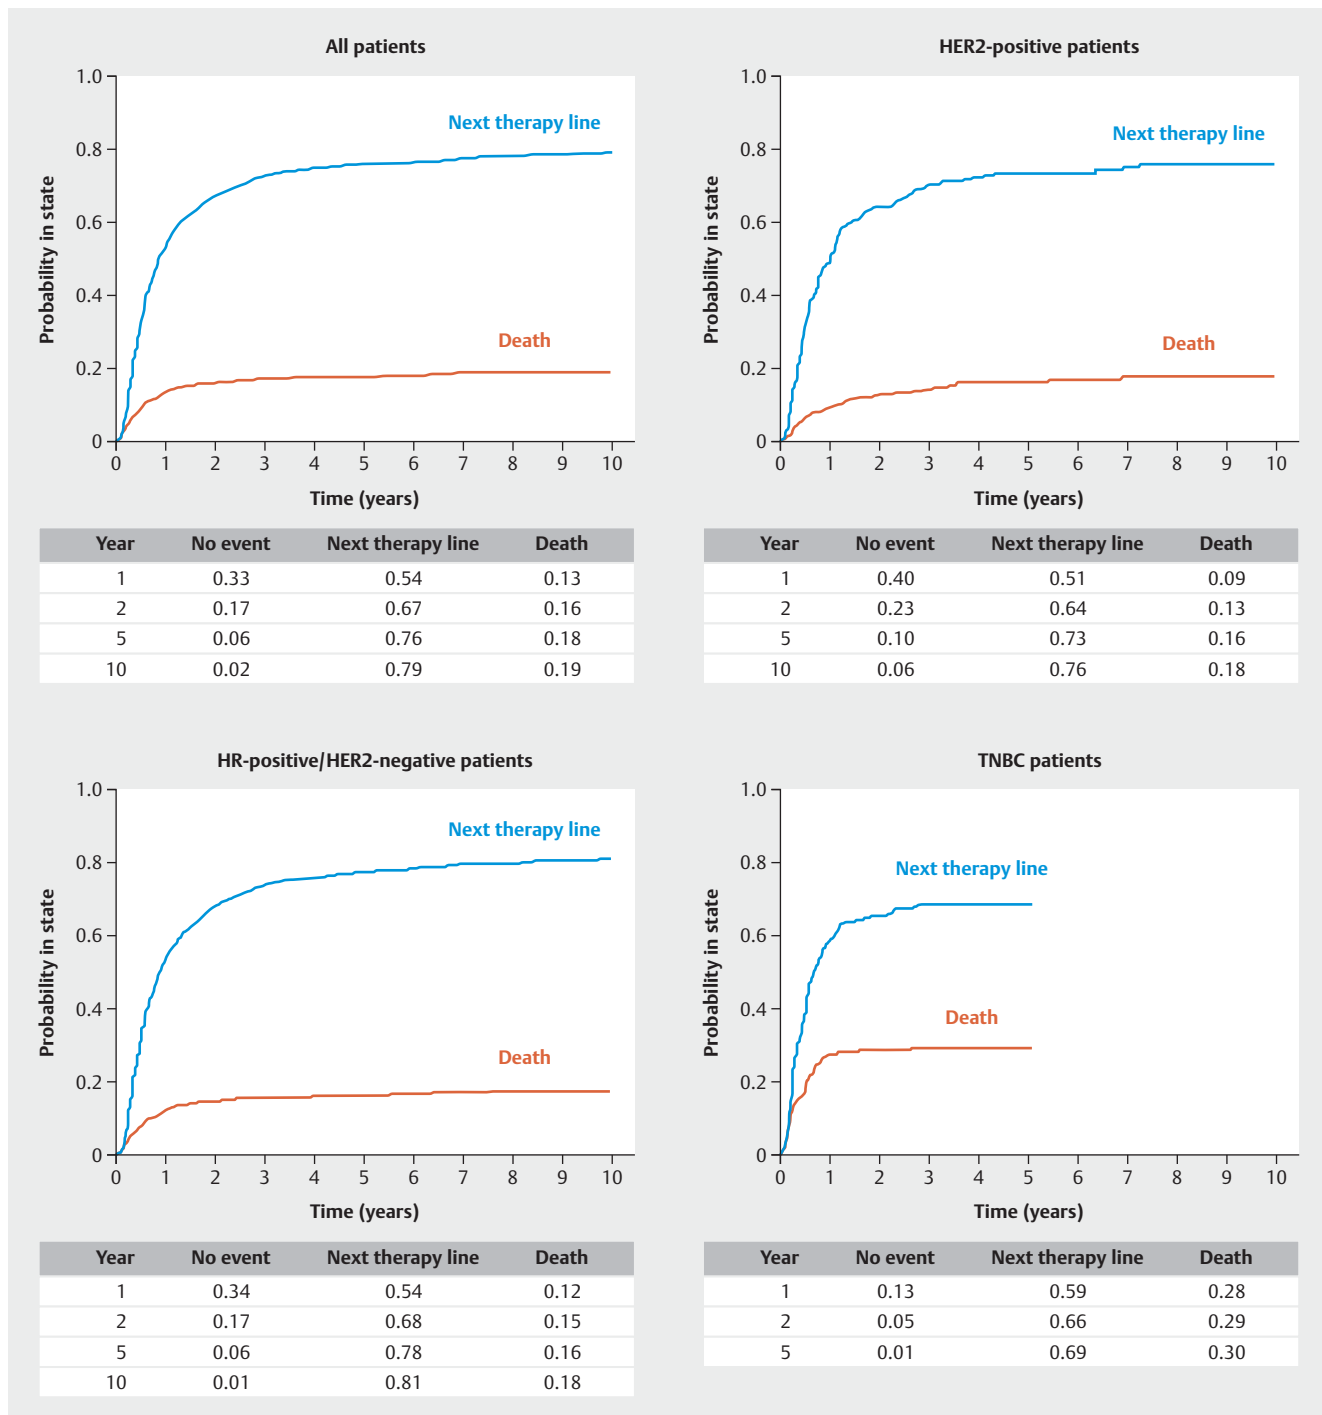 All patients
1.0
0.8
0.6
0.4
0.2
0
Probability in state
Next therapy line
Death
0 1 2 3 4 5 6 7 8 9 10
Time (years)
Year No event Next therapy line Death
1 0.33 0.54 0.13
2 0.17 0.67 0.16
5 0.06 0.76 0.18
10 0.02 0.79 0.19
HER2-positive patients
1.0
0.8
0.6
0.4
0.2
0
Probability in state
Next therapy line
Death
0 1 2 3 4 5 6 7 8 9 10
Time (years)
Year No event Next therapy line Death
1 0.40 0.51 0.09
2 0.23 0.64 0.13
5 0.10 0.73 0.16
10 0.06 0.76 0.18
HR-positive/HER2-negative patients
1.0
0.8
0.6
0.4
0.2
0
Probability in state
Next therapy line
Death
0 1 2 3 4 5 6 7 8 9 10
Time (years)
Year No event Next therapy line Death
1 0.34 0.54 0.12
2 0.17 0.68 0.15
5 0.06 0.78 0.16
10 0.01 0.81 0.18
TNBC patients
1.0
0.8
0.6
0.4
0.2
0
Probability in state
Next therapy line
Death
0 1 2 3 4 5 6 7 8 9 10
Time (years)
Year No event Next therapy line Death
1 0.13 0.59 0.28
2 0.05 0.66 0.29
5 0.01 0.69 0.30